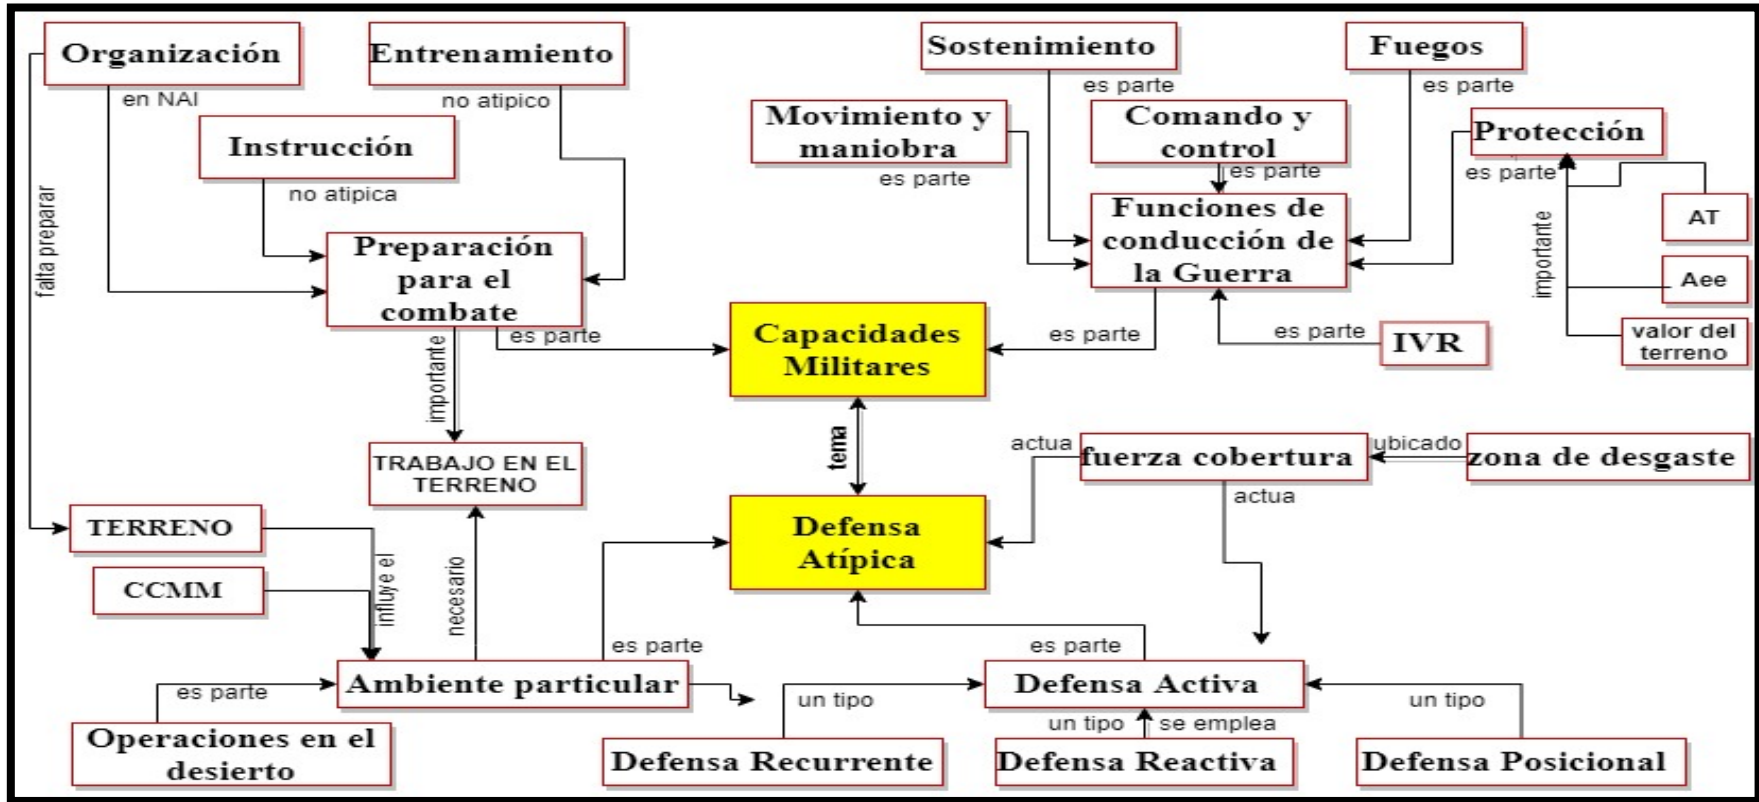 Organización
Entrenamiento
Sostenimiento
Fuegos
en NAI
no atipico
es parte
es parte
Instrucción
Movimiento y
maniobra
Comando y
control
Protección
no atipica
es parte
es parte
es parte
falta preparar
Preparación
para el
combate
Funciones de
conducción de
la Guerra
importante
AT
Aee
valor del
terreno
es parte
Capacidades
Militares
es parte
es parte
IVR
importante
tema
TRABAJO EN EL
TERRENO
actua
fuerza cobertura
ubicado
zona de desgaste
actua
TERRENO
Defensa
Atípica
CCMM
influye el
necesario
es parte
es parte
es parte
Ambiente particular
Defensa Activa
un tipo
un tipo
se emplea
un tipo
Operaciones en el
desierto
Defensa Recurrente
Defensa Reactiva
Defensa Posicional